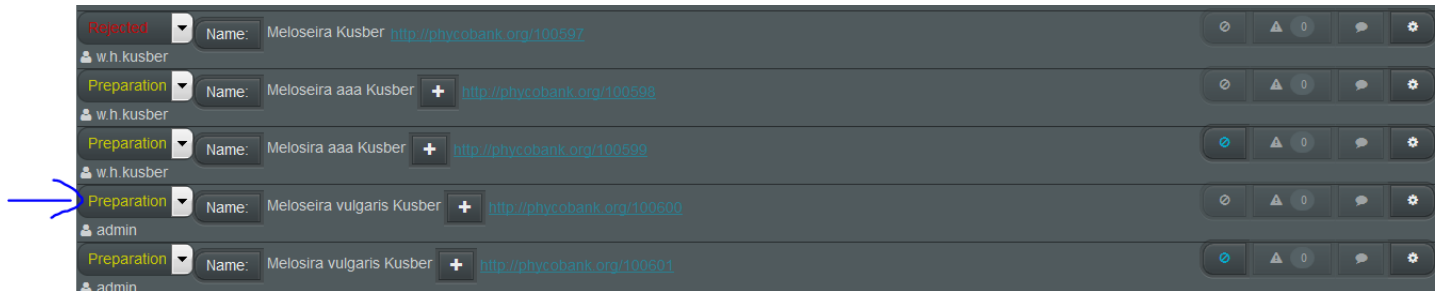 Rejected Name: Meloseira Kusber http://phycobank.org/100597 0
w.h.kusber
Preparation Name: Meloseira aaa Kusber + http://phycobank.org/100598 0
w.h.kusber
Preparation Name: Melosira aaa Kusber + http://phycobank.org/100599 0
w.h.kusber
Preparation Name: Meloseira vulgaris Kusber + http://phycobank.org/100600 0
admin
Preparation Name: Melosira vulgaris Kusber + http://phycobank.org/100601 0
admin